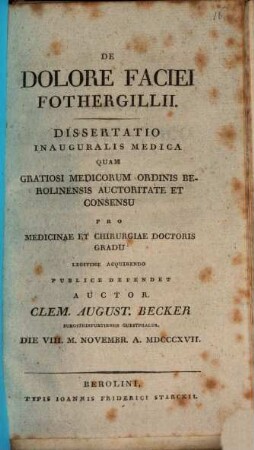 DE
DOLORE FACIEI
FOTHERGILLII.
DISSERTATIO
INAUGURALIS MEDICA
QUAM
GRATIOSI MEDICORUM ORDINIS BE-
ROLINENSIS AUCTORITATE ET
CONSENSU
PRO
MEDICINAE ET CHIRURGIAE DOCTORIS
GRADU
LEGITIME ACQUIRENDO
PUBLICE DEFENDET
AUCTOR
CLEM. AUGUST. BECKER
GUESTPHALUS.
DIE VIII. M. NOVEMBR. A. MDCCCXVII.
BEROLINI,
TYPIS IOANNIS FRIDERICI STARCKII.